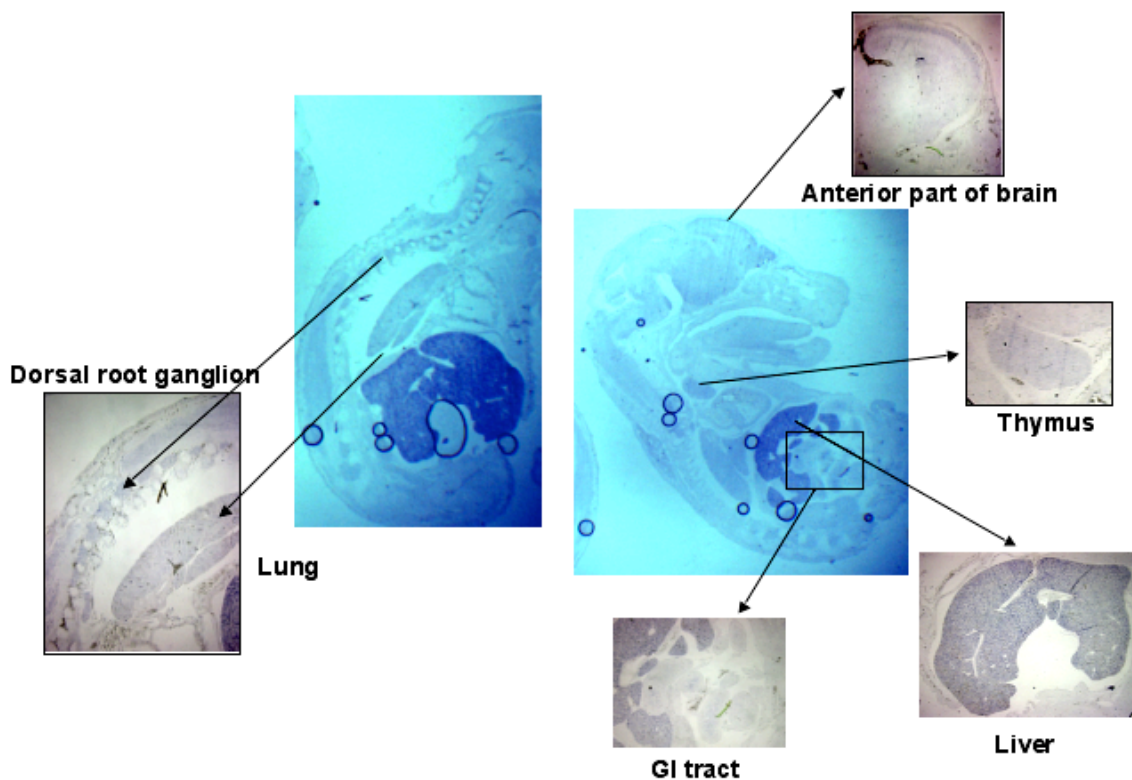 Anterior part of brain
Dorsal root ganglion
Thymus
Lung
Liver
GI tract